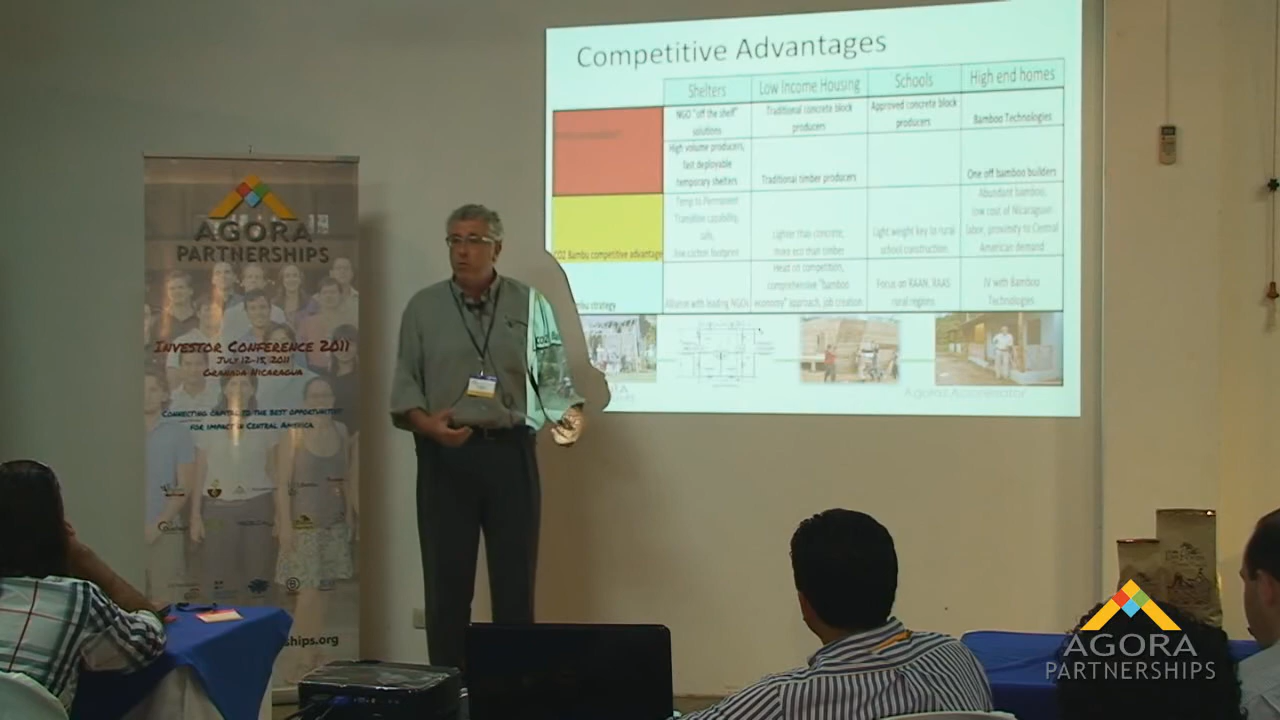 Competitive Advantages
Shelters
Low Income Housing
Schools
High end homes
NGO "off the shelf"
solutions
Traditional concrete block
producers
Approved concrete block
producers
Bamboo Technologies
High volume producers,
fast deployable
temporary shelters
Traditional timber producers
One off bamboo builders
CO2 Bambu competitive advantage
Temp to Permanent
Transition capability,
safe,
low carbon footprint
Lighter than concrete,
more eco than timber
Light weight key to rural
school construction
Abundant bamboo,
low cost of Nicaraguan
labor, proximity to Central
American demand
strategy
Alliance with leading NGOs
Head on competition,
comprehensive "bamboo
economy" approach, job creation
Focus on RAAN, RAAS
rural regions
JV with Bamboo
Technologies
Agora Accelerator
AGORA
PARTNERSHIPS
Investor Conference 2011
July 12-15, 2011
Granada Nicaragua
Connecting capital to the best opportunities
for impact in Central America
ships.org
AGORA
PARTNERSHIPS